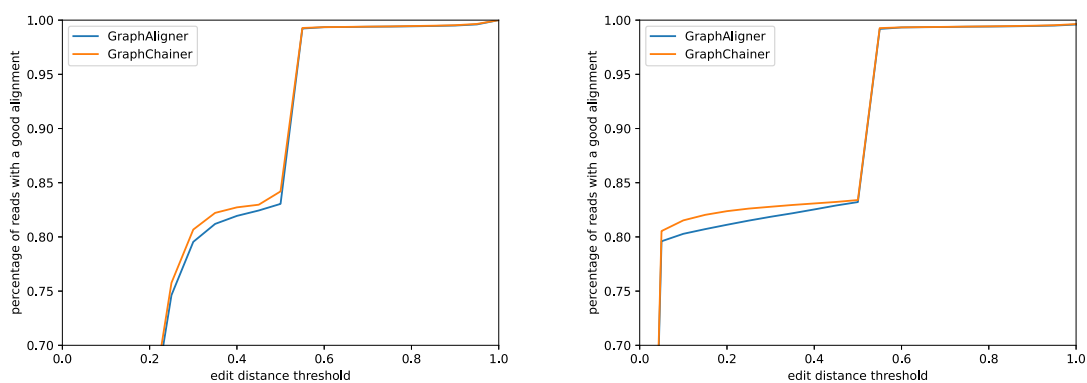 percentage of reads with a good alignment
1.00
0.95
0.90
0.85
0.80
0.75
0.70
GraphAligner
GraphChainer
0.0 0.2 0.4 0.6 0.8 1.0
edit distance threshold
percentage of reads with a good alignment
1.00
0.95
0.90
0.85
0.80
0.75
0.70
GraphAligner
GraphChainer
0.0 0.2 0.4 0.6 0.8 1.0
edit distance threshold